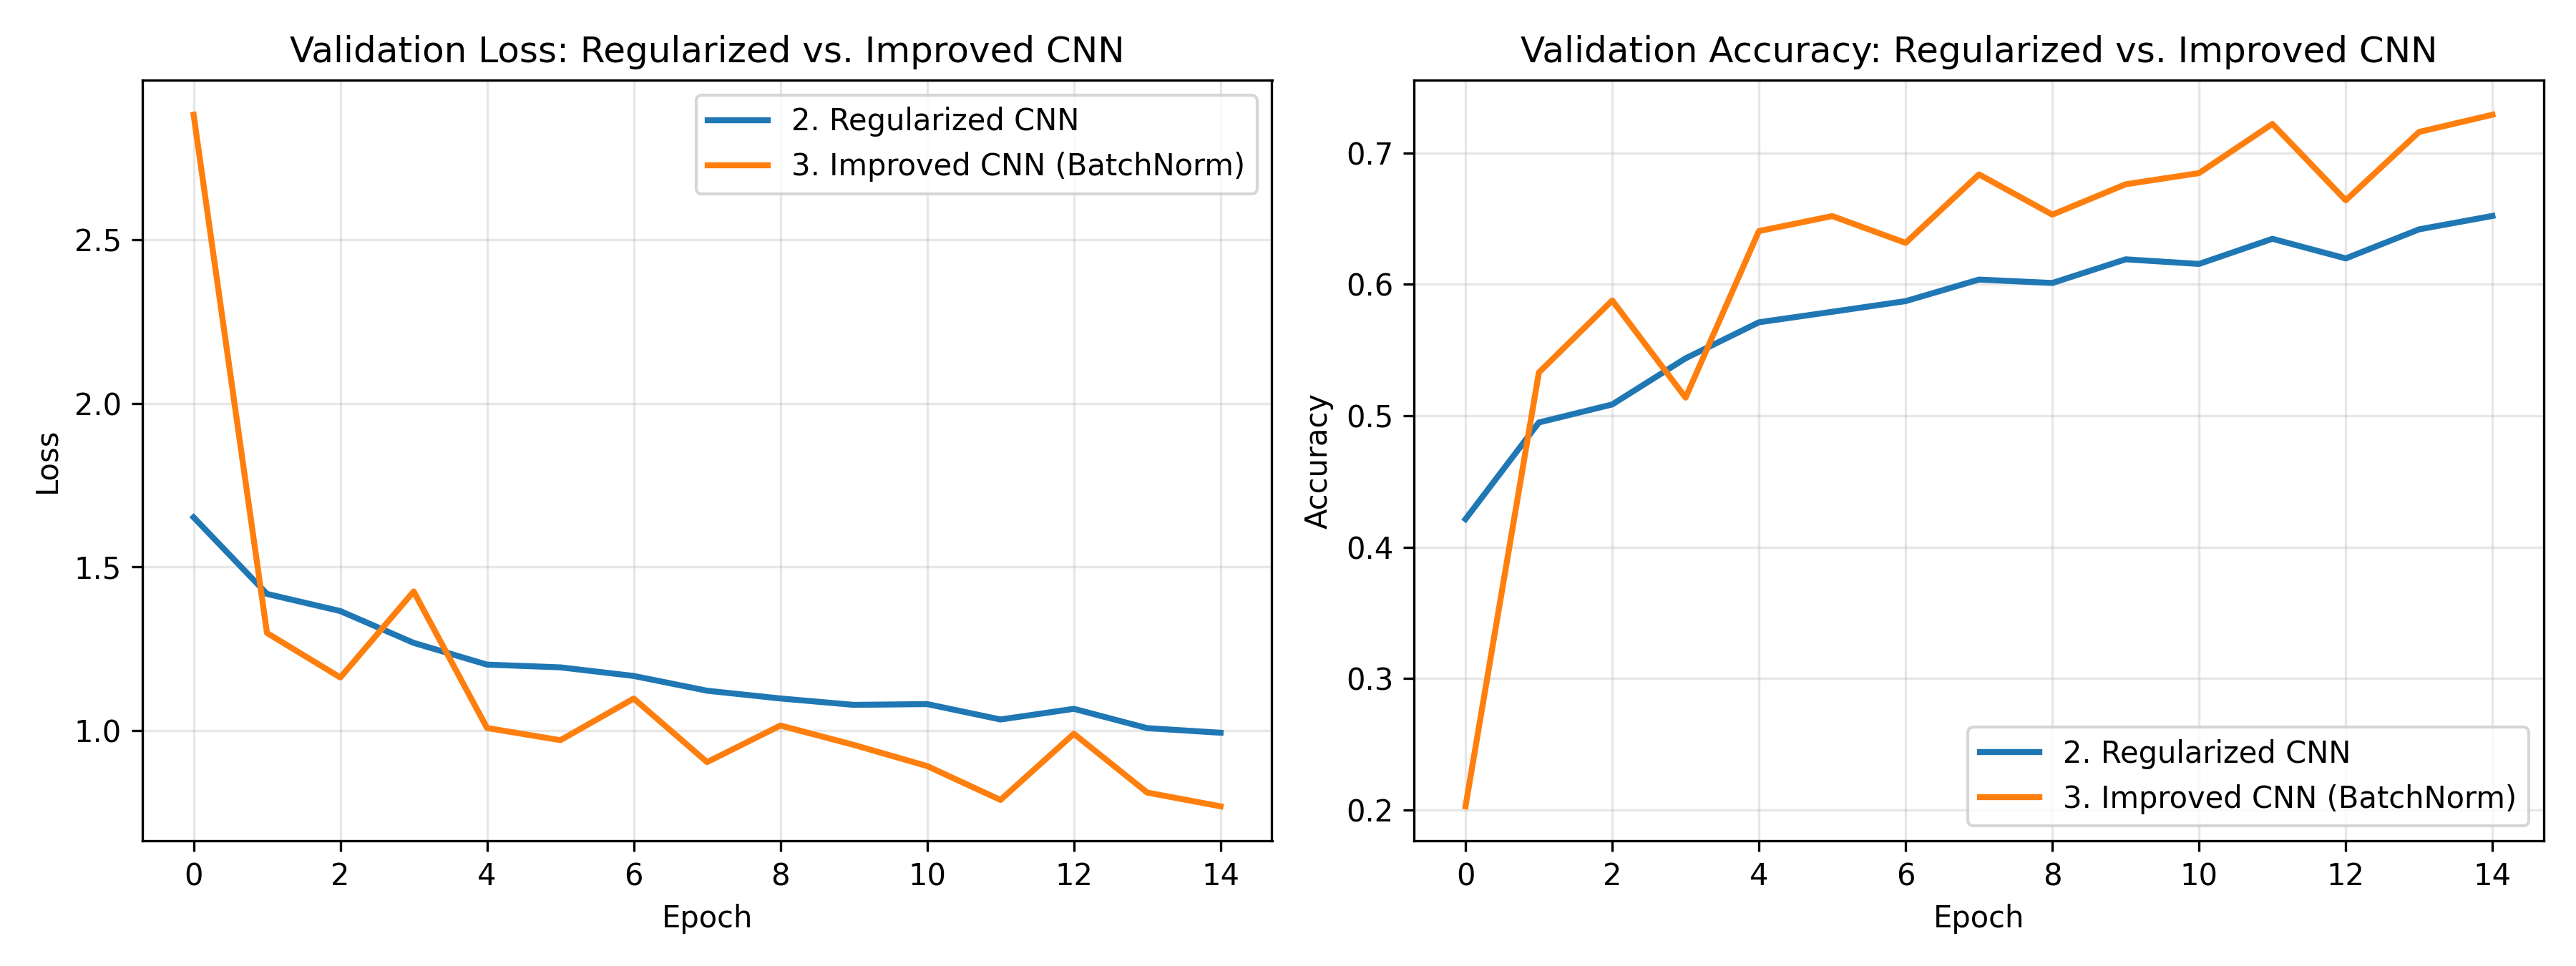 Validation Loss: Regularized vs. Improved CNN
2. Regularized CNN
3. Improved CNN (BatchNorm)
2.5
2.0
1.5
1.0
Loss
0 2 4 6 8 10 12 14
Epoch
Validation Accuracy: Regularized vs. Improved CNN
0.7
0.6
0.5
0.4
0.3
0.2
Accuracy
2. Regularized CNN
3. Improved CNN (BatchNorm)
0 2 4 6 8 10 12 14
Epoch